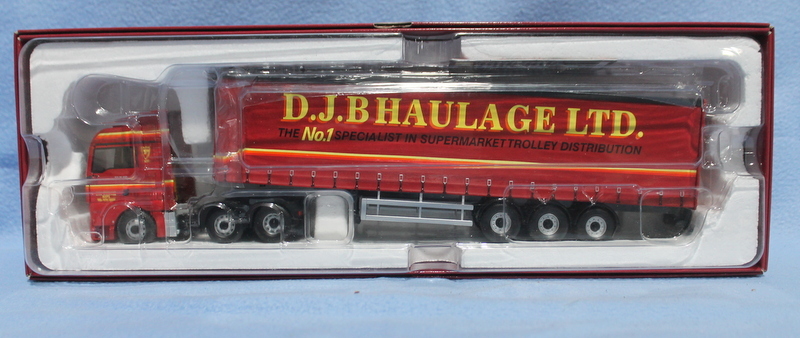 D.J.B HAULAGE LTD.
THE No.1 SPECIALIST IN SUPERMARKET TROLLEY DISTRIBUTION